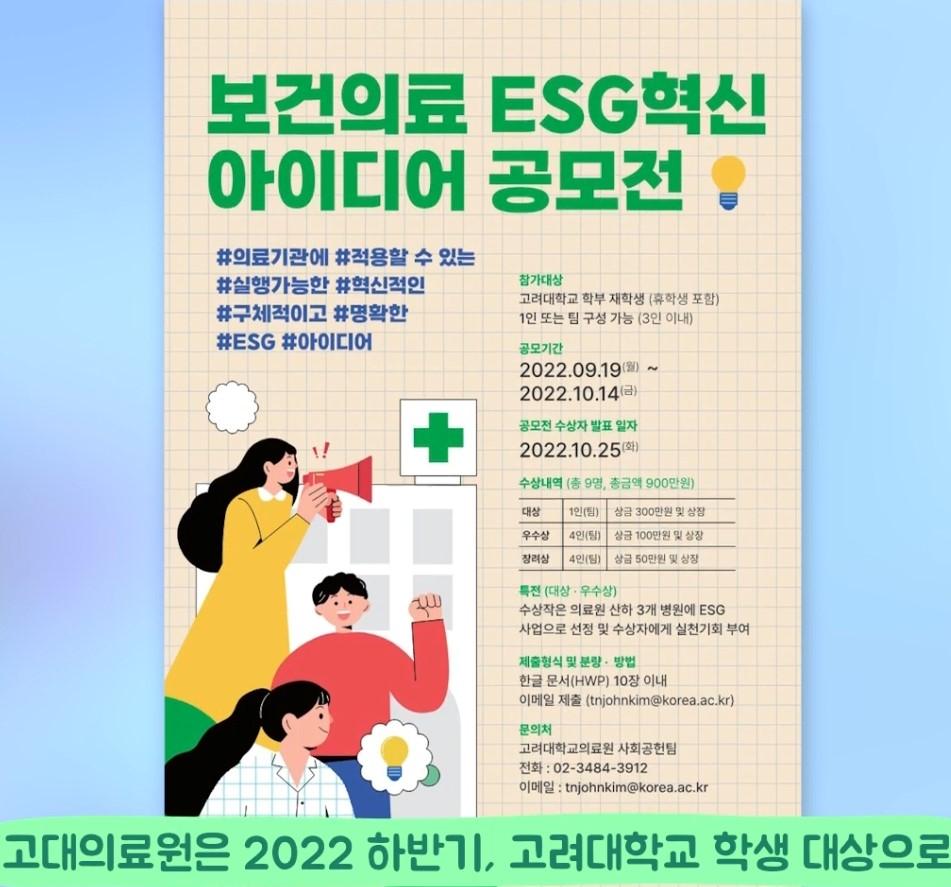 보건의료 ESG혁신
아이디어 공모전
#의료기관에 #적용할 수 있는
#실행가능한 #혁신적인
#구체적이고 #명확한
#ESG #아이디어
참가대상
고려대학교 학부 재학생 (휴학생 포함)
1인 또는 팀 구성 가능 (3인 이내)
공모기간
2022.09.19(월) ~
2022.10.14(금)
공모전 수상자 발표 일자
2022.10.25(화)
수상내역 (총 9명, 총금액 900만원)
대상 1인(팀) 상금 300만원 및 상장
우수상 4인(팀) 상금 100만원 및 상장
장려상 4인(팀) 상금 50만원 및 상장
특전 (대상 · 우수상)
수상작은 의료원 산하 3개 병원에 ESG
사업으로 선정 및 수상자에게 실천기회 부여
제출형식 및 분량 · 방법
한글 문서(HWP) 10장 이내
이메일 제출 (tnjohnkim@korea.ac.kr)
문의처
고려대학교의료원 사회공헌팀
전화 : 02-3484-3912
이메일 : tnjohnkim@korea.ac.kr
고대의료원은 2022 하반기, 고려대학교 학생 대상으로